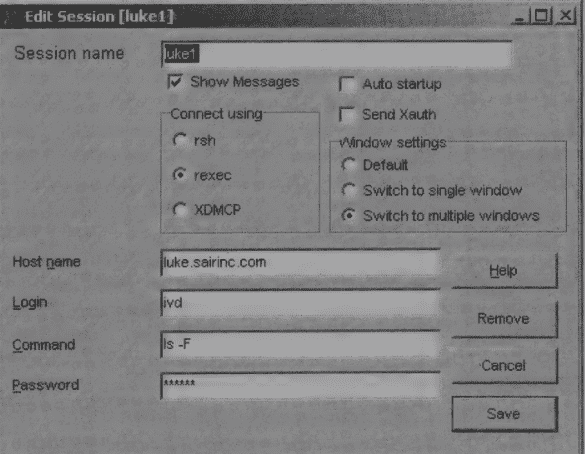 Edit Session [luke1]
Session name luke1
Show Messages Auto startup
Send Xauth
Connect using
rsh
rexec
XDMCP
Window settings
Default
Switch to single window
Switch to multiple windows
Host name luke.sairinc.com
Login ivd
Command ls -F
Password ******
Help
Remove
Cancel
Save